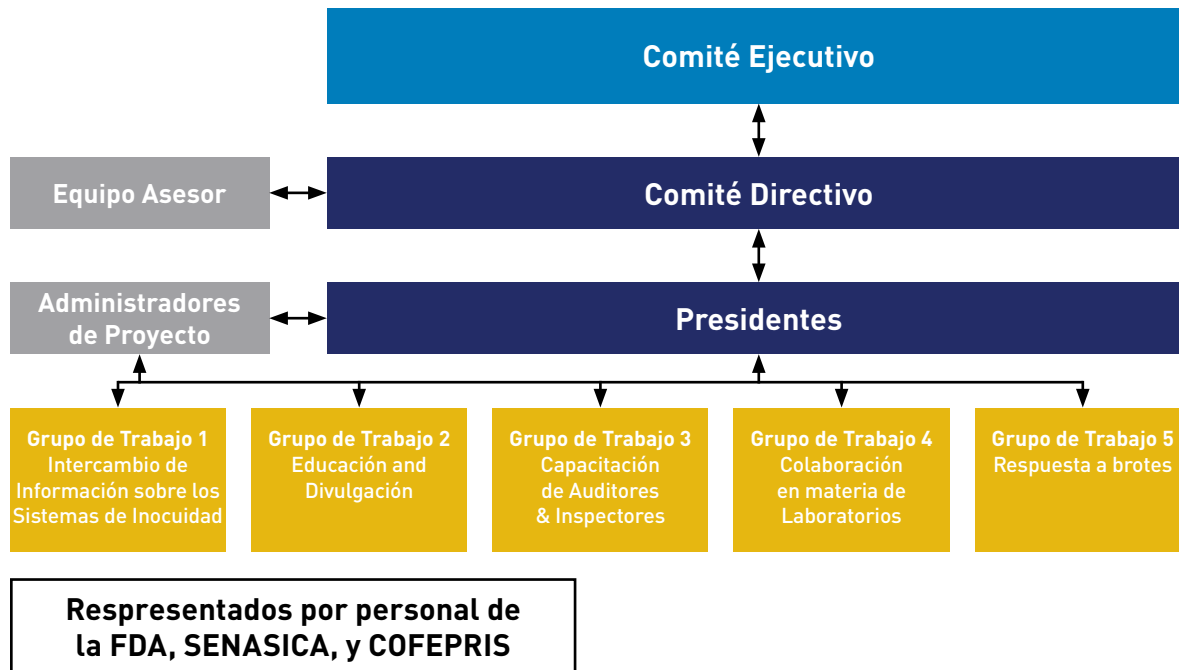 Comité Ejecutivo
Equipo Asesor
Comité Directivo
Administradores
de Proyecto
Presidentes
Grupo de Trabajo 1
Intercambio de
Información sobre los
Sistemas de Inocuidad
Grupo de Trabajo 2
Educación and
Divulgación
Grupo de Trabajo 3
Capacitación
de Auditores
& Inspectores
Grupo de Trabajo 4
Colaboración
en materia de
Laboratorios
Grupo de Trabajo 5
Respuesta a brotes
Respresentados por personal de
la FDA, SENASICA, y COFEPRIS